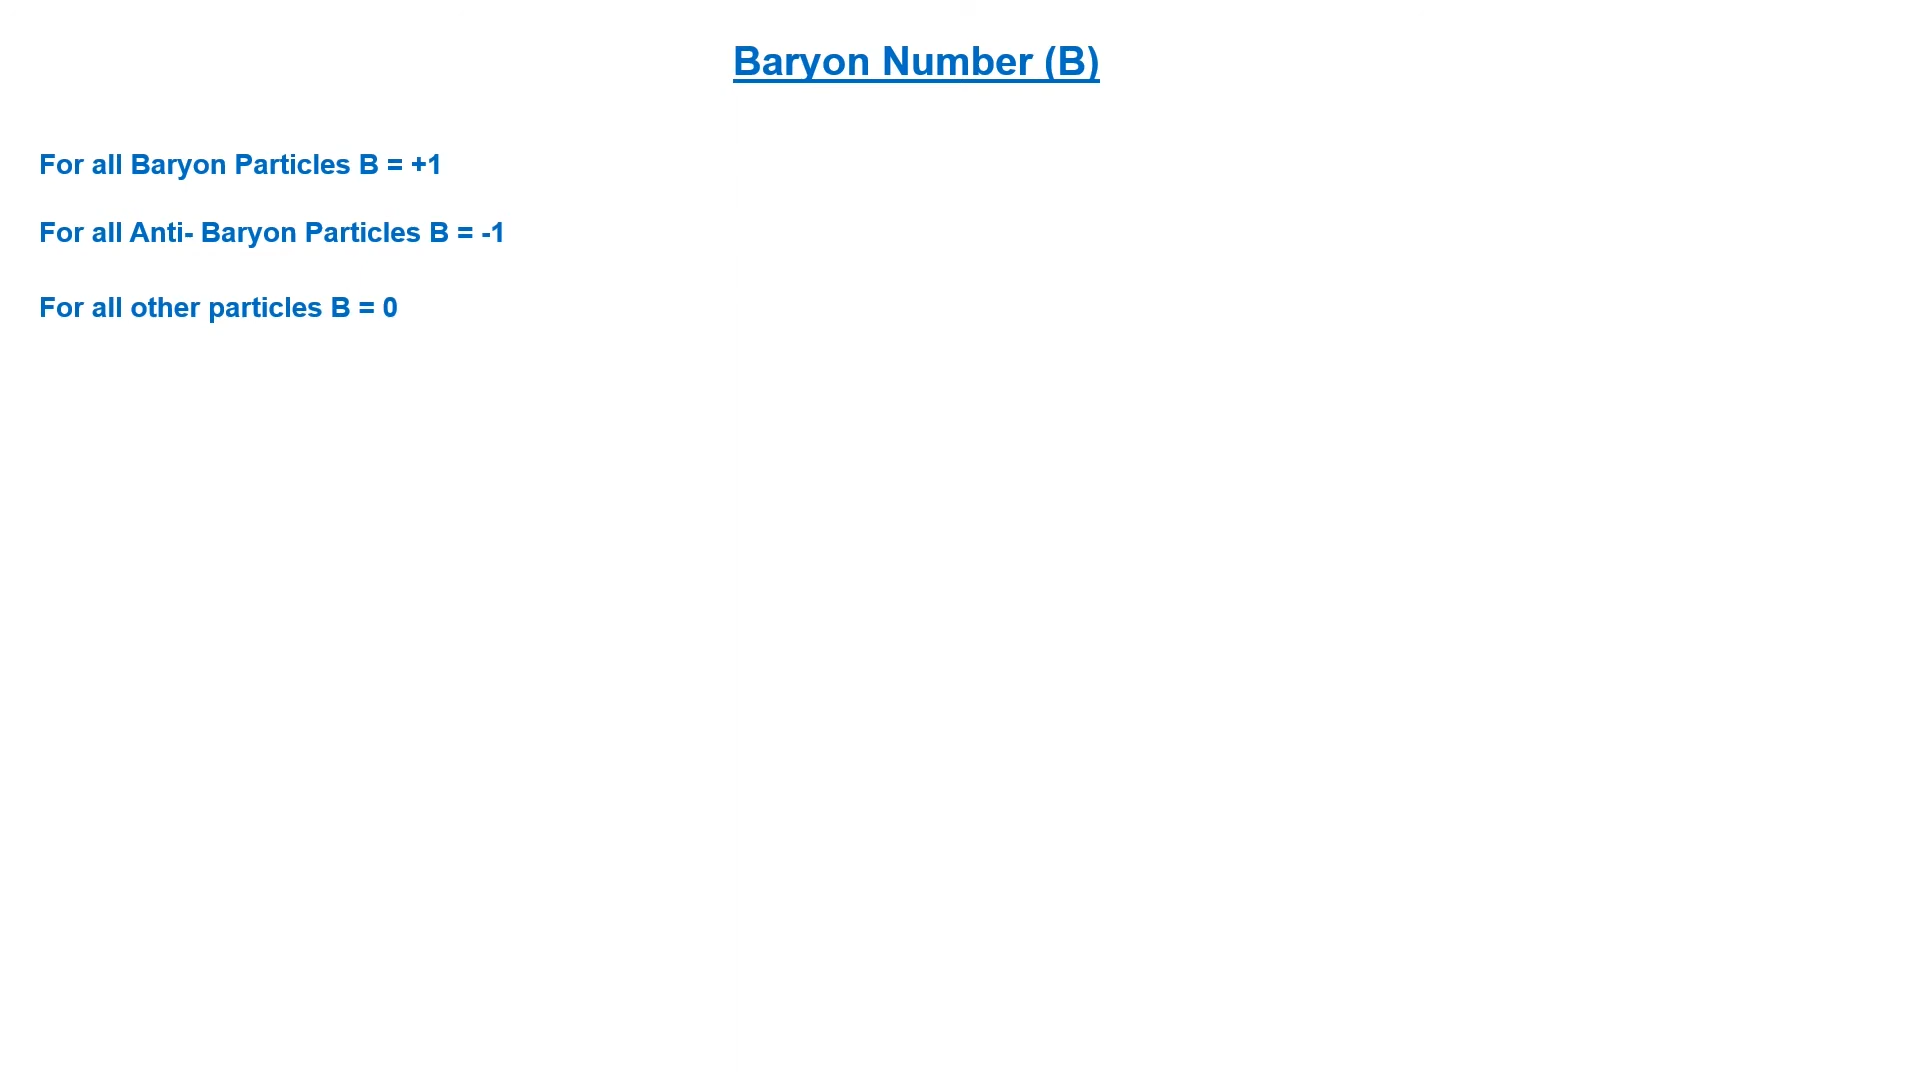 Baryon Number (B)
For all Baryon Particles B = +1
For all Anti- Baryon Particles B = -1
For all other particles B = 0